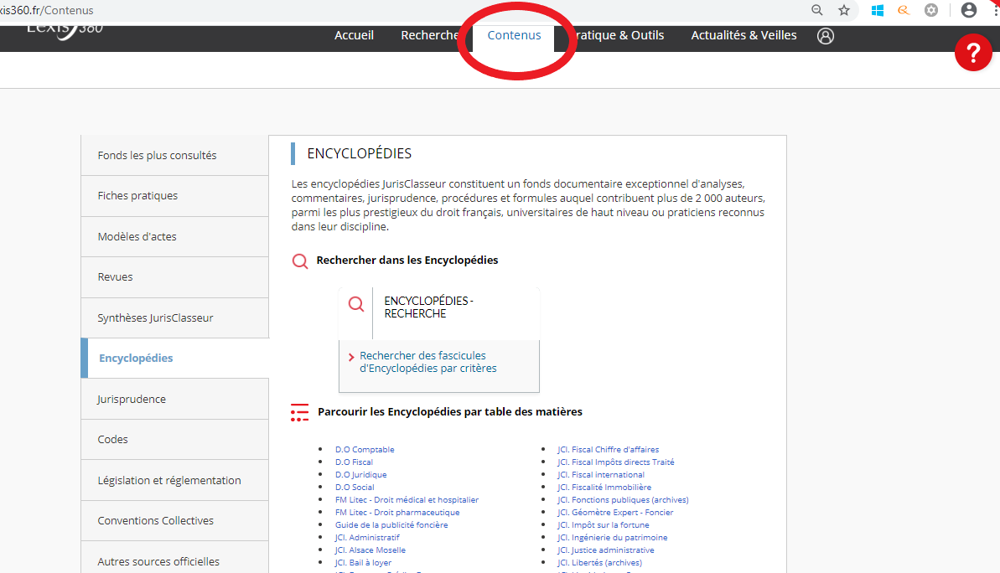 xis360.fr/Contenus
Lexis 360
Accueil
Recherche
Contenus
ratique & Outils
Actualités & Veilles
?
Fonds les plus consultés
Fiches pratiques
Modèles d'actes
Revues
Synthèses JurisClasseur
Encyclopédies
Jurisprudence
Codes
Législation et réglementation
Conventions Collectives
Autres sources officielles
ENCYCLOPÉDIES
Les encyclopédies JurisClasseur constituent un fonds documentaire exceptionnel d'analyses,
commentaires, jurisprudence, procédures et formules auquel contribuent plus de 2 000 auteurs,
parmi les plus prestigieux du droit français, universitaires de haut niveau ou praticiens reconnus
dans leur discipline.
Rechercher dans les Encyclopédies
ENCYCLOPÉDIES -
RECHERCHE
Rechercher des fascicules
d'Encyclopédies par critères
Parcourir les Encyclopédies par table des matières
D.O Comptable
D.O Fiscal
D.O Juridique
D.O Social
FM Litec - Droit médical et hospitalier
FM Litec - Droit pharmaceutique
Guide de la publicité foncière
JCl. Administratif
JCl. Alsace Moselle
JCl. Bail à loyer
JCl. Fiscal Chiffre d'affaires
JCl. Fiscal Impôts directs Traité
JCl. Fiscal international
JCl. Fiscalité Immobilière
JCl. Fonctions publiques (archives)
JCl. Géomètre Expert - Foncier
JCl. Impôt sur la fortune
JCl. Ingénierie du patrimoine
JCl. Justice administrative
JCl. Libertés (archives)